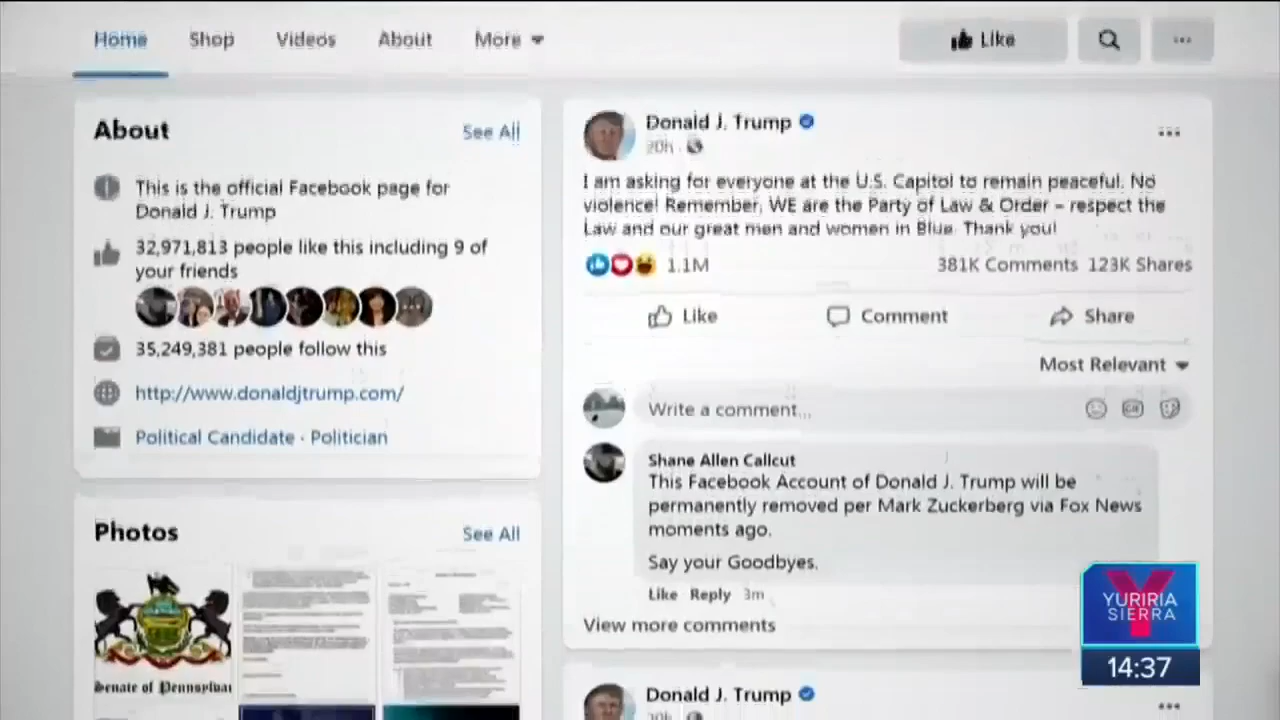 Home Shop Videos About More Like
About See All
This is the official Facebook page for
Donald J. Trump
32,971,813 people like this including 9 of
your friends
35,249,381 people follow this
http://www.donaldjtrump.com/
Political Candidate · Politician
Photos See All
Senate of Pennsylvai
Donald J. Trump
20h
I am asking for everyone at the U.S. Capitol to remain peaceful. No
violence! Remember, WE are the Party of Law & Order – respect the
Law and our great men and women in Blue. Thank you!
1.1M 381K Comments 123K Shares
Like Comment Share
Most Relevant
Write a comment...
GIF
Shane Allen Callcut
This Facebook Account of Donald J. Trump will be
permanently removed per Mark Zuckerberg via Fox News
moments ago.
Say your Goodbyes.
Like Reply 3m
View more comments
Donald J. Trump
YURIRIA
SIERRA
14:37